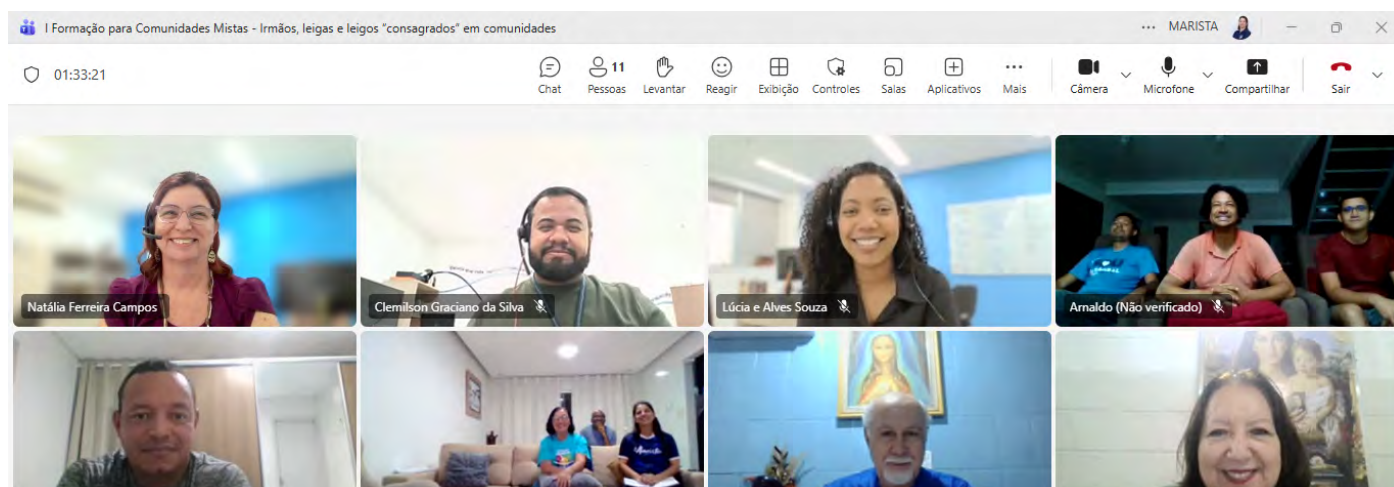 I Formação para Comunidades Mistas - Irmãos, leigas e leigos “consagrados” em comunidades
MARISTA
01:33:21
11
Chat
Pessoas
Levantar
Reagir
Exibição
Controles
Salas
Aplicativos
Mais
Câmera
Microfone
Compartilhar
Sair
Natália Ferreira Campos
Clemilson Graciano da Silva
Lúcia e Alves Souza
Arnaldo (Não verificado)